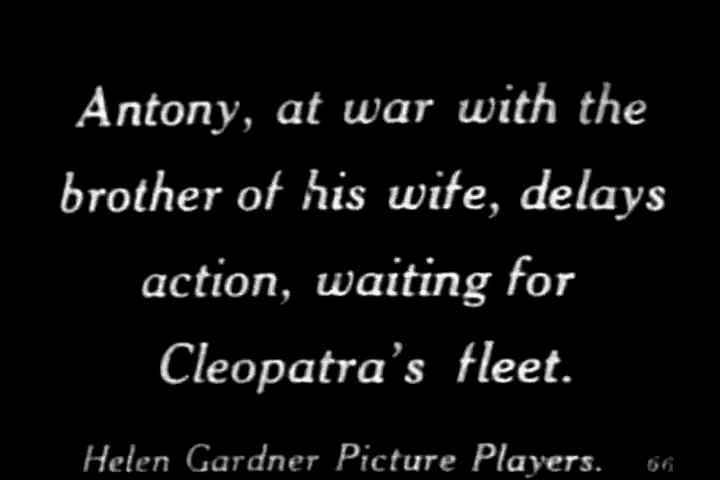 Antony, at war with the
brother of his wife, delays
action, waiting for
Cleopatra's fleet.
Helen Gardner Picture Players. 66